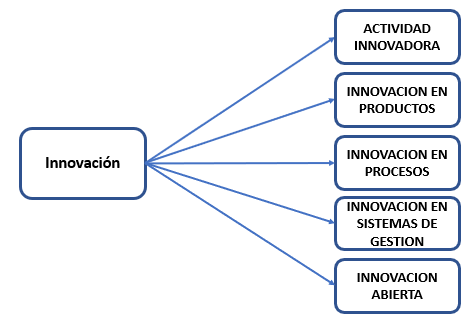 Innovación
ACTIVIDAD
INNOVADORA
INNOVACION EN
PRODUCTOS
INNOVACION EN
PROCESOS
INNOVACION EN
SISTEMAS DE
GESTION
INNOVACION
ABIERTA